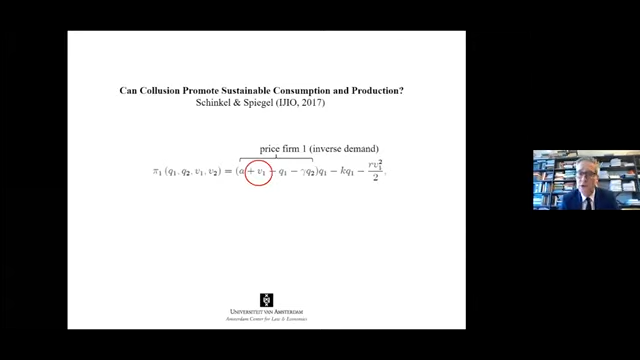 Can Collusion Promote Sustainable Consumption and Production?
Schinkel & Spiegel (IJIO, 2017)
price firm 1 (inverse demand)
π₁ (q₁, q₂, v₁, v₂) = (a + v₁ − q₁ − γq₂)q₁ − kq₁ − rv₁²/2.
UNIVERSITEIT VAN AMSTERDAM
Amsterdam Center for Law & Economics